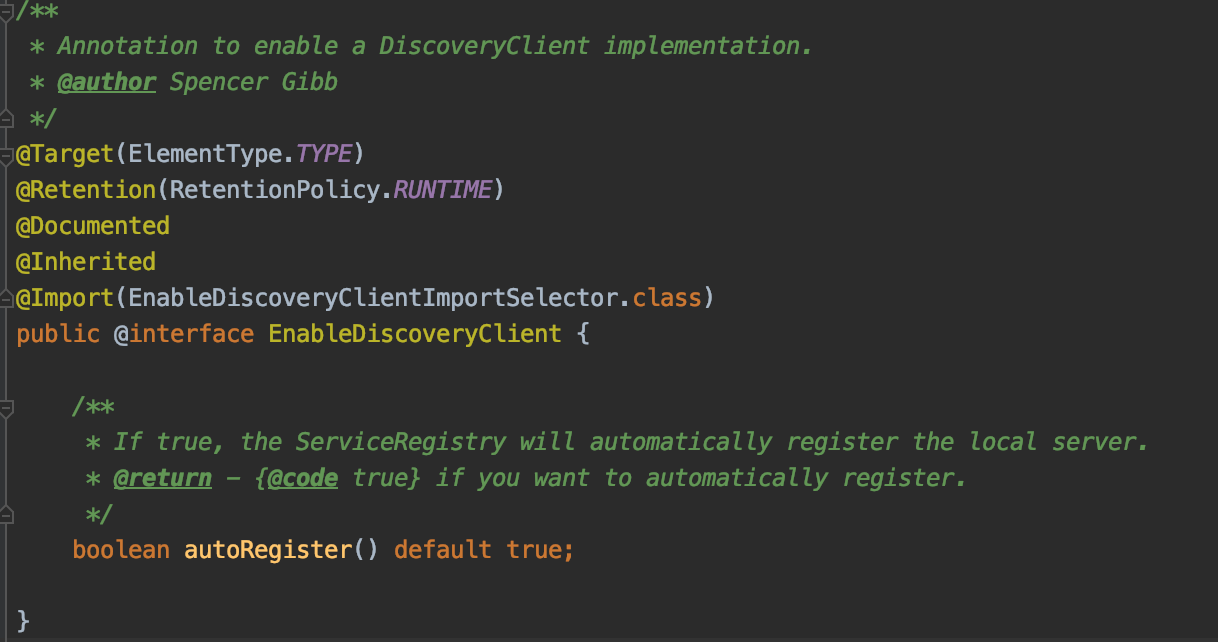 /**
 * Annotation to enable a DiscoveryClient implementation.
 * @author Spencer Gibb
 */
@Target(ElementType.TYPE)
@Retention(RetentionPolicy.RUNTIME)
@Documented
@Inherited
@Import(EnableDiscoveryClientImportSelector.class)
public @interface EnableDiscoveryClient {
    /**
     * If true, the ServiceRegistry will automatically register the local server.
     * @return - {@code true} if you want to automatically register.
     */
    boolean autoRegister() default true;
}